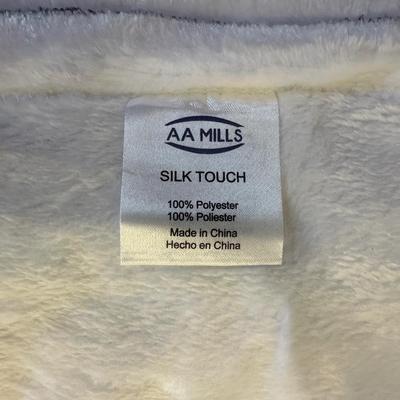 AA MILLS
SILK TOUCH
100% Polyester
100% Poliester
Made in China
Hecho en China